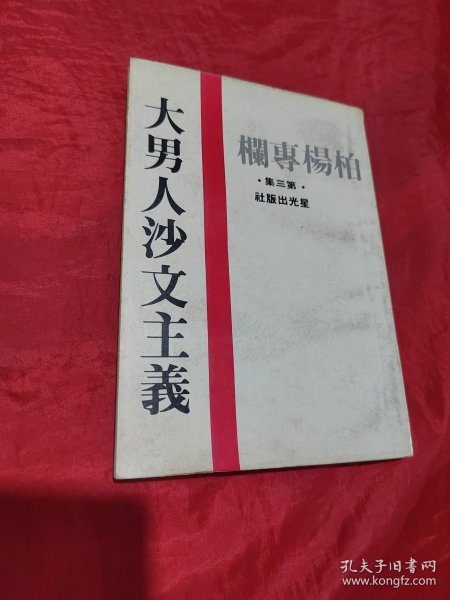 柏楊專欄
•第三集•
星光出版社
大男人沙文主義
孔夫子旧书网
www.kongfz.com